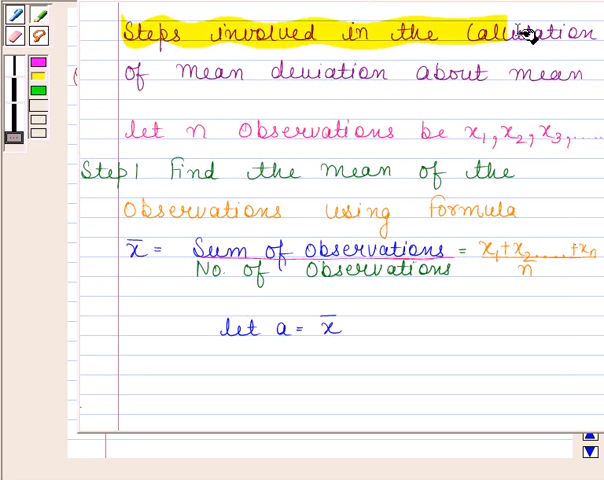 Steps involved in the Calculation
of mean deviation about mean
let n Observations be x₁, x₂, x₃, .....
Step 1 Find the mean of the
Observations using formula
x̄ = Sum of Observations / No. of Observations = x₁+x₂.....+xₙ / n
let a = x̄